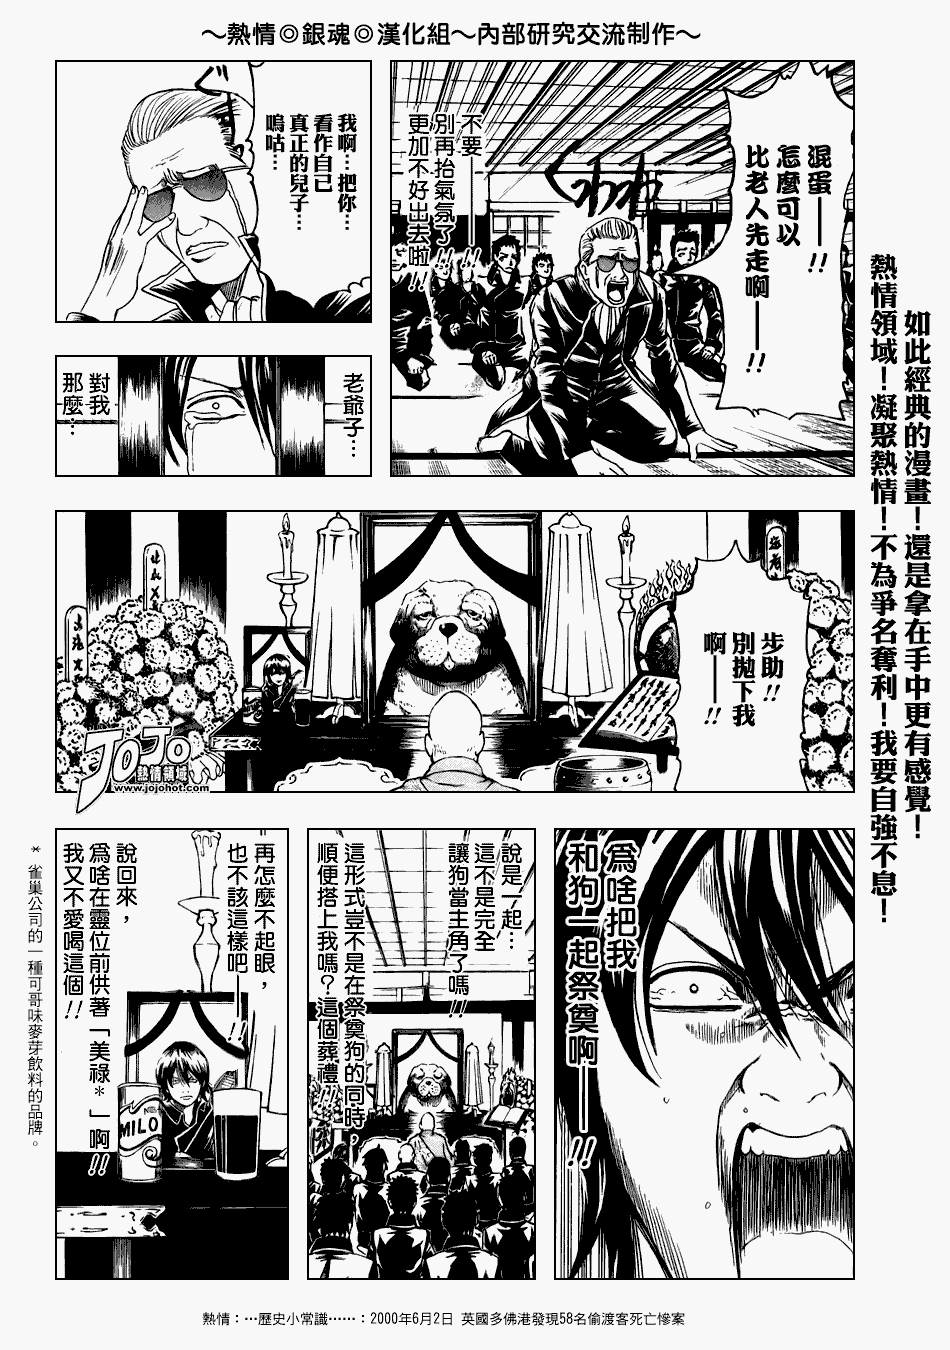 ～熱情◎銀魂◎漢化組～內部研究交流制作～
混蛋——!!
怎麼可以
比老人先走啊——!!
くわわ
不要——
別再抬氣氛了!!
更加不好出去啦!!
ぐ
我啊…把你…
看作自己
真正的兒子…
嗚咕…
老爺子…
對我
那麼…
步助!!
別拋下我
啊——!!
JOJO
熱情領域
www.jojohot.com
為啥把我
和狗一起祭奠啊——!!
說是一起…
這不是完全
讓狗當主角了嗎!!
這形式豈不是在祭奠狗的同時，
順便搭上我嗎？這個葬禮!!
再怎麼不起眼，
也不該這樣吧——!!
說回來，
為啥在靈位前供著「美祿*」啊!!
我又不愛喝這個!!
MILO
如此經典的漫畫！還是拿在手中更有感覺！
熱情領域！凝聚熱情！不為爭名奪利！我要自強不息！
* 雀巢公司的一種可哥味麥芽飲料的品牌。
熱情：…歷史小常識……：2000年6月2日 英國多佛港發現58名偷渡客死亡慘案